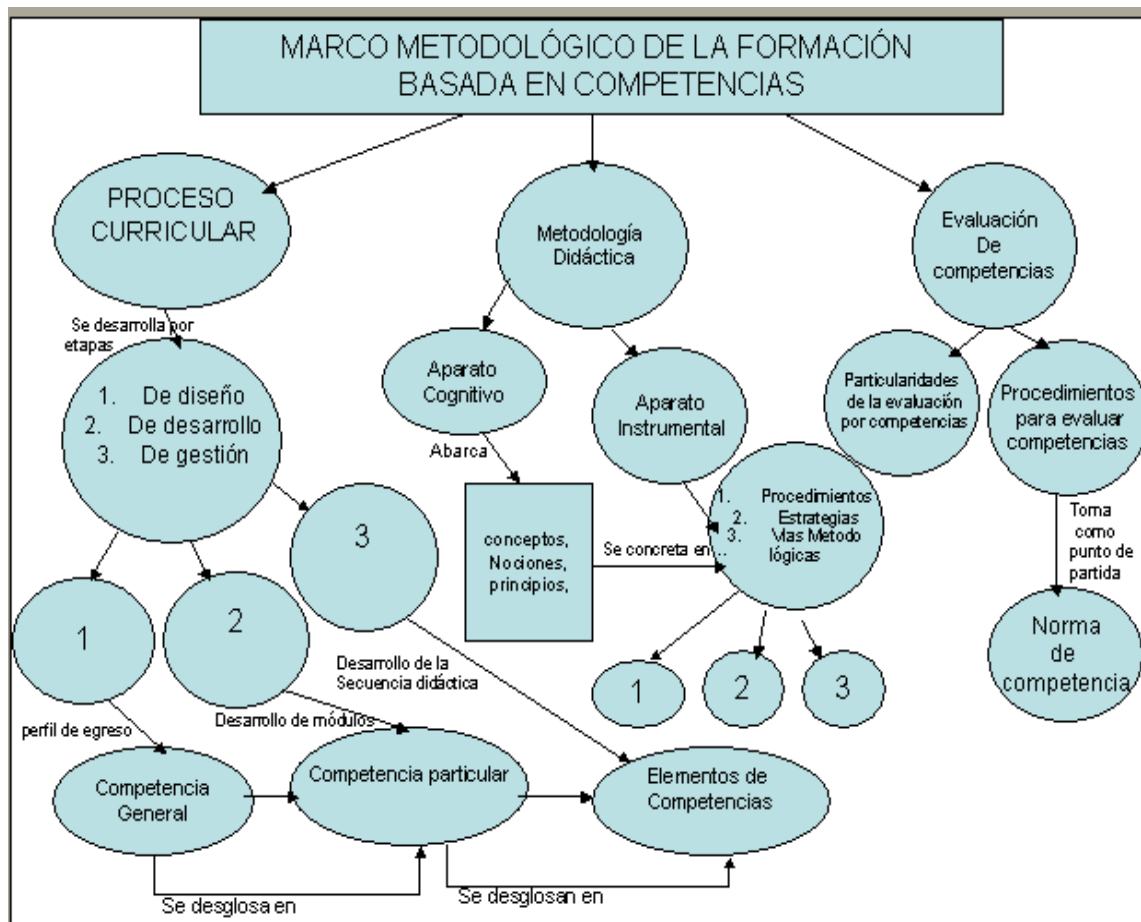 MARCO METODOLÓGICO DE LA FORMACIÓN
BASADA EN COMPETENCIAS
PROCESO
CURRICULAR
Metodología
Didáctica
Evaluación
De
competencias
Se desarrolla por
etapas
1. De diseño
2. De desarrollo
3. De gestión
Aparato
Cognitivo
Aparato
Instrumental
Particularidades
de la evaluación
por competencias
Procedimientos
para evaluar
competencias
Abarca
conceptos,
Nociones,
principios,
Se concreta en ..
1. Procedimientos
2. Estrategias
3. Vías Metodo
lógicas
Toma
como
punto de
partida
Norma
de
competencia
1
2
3
1
2
3
perfil de egreso
Desarrollo de módulos
Desarrollo de la
Secuencia didáctica
Competencia
General
Competencia particular
Elementos de
Competencias
Se desglosa en
Se desglosan en